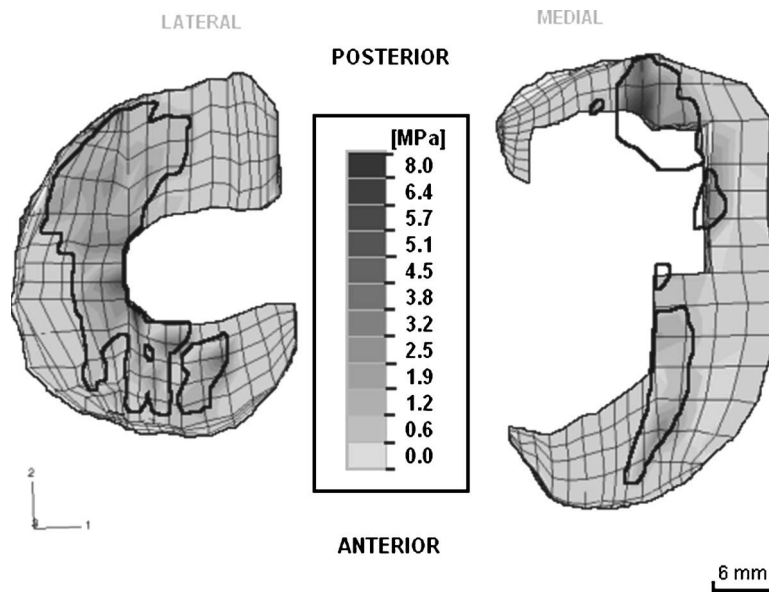 LATERAL
MEDIAL
POSTERIOR
[MPa]
8.0
6.4
5.7
5.1
4.5
3.8
3.2
2.5
1.9
1.2
0.6
0.0
2
3
1
ANTERIOR
6 mm